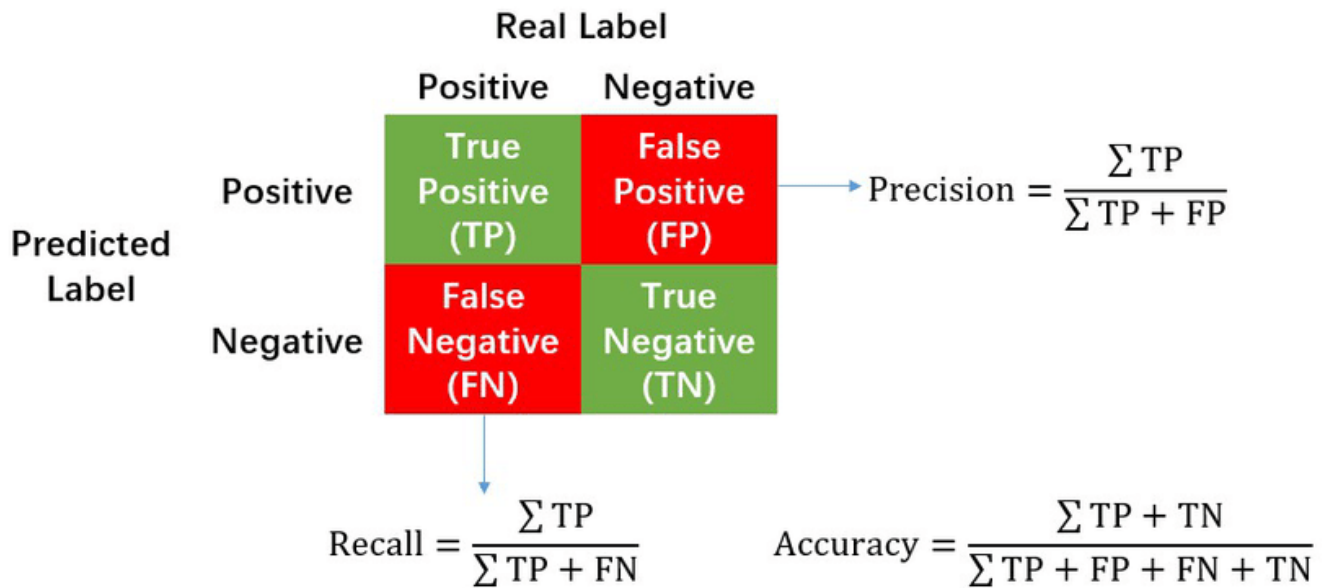 Real Label
Positive Negative
True Positive (TP)
False Positive (FP)
Positive
Precision = ∑ TP / ∑ TP + FP
Predicted Label
False Negative (FN)
True Negative (TN)
Negative
Recall = ∑ TP / ∑ TP + FN
Accuracy = ∑ TP + TN / ∑ TP + FP + FN + TN